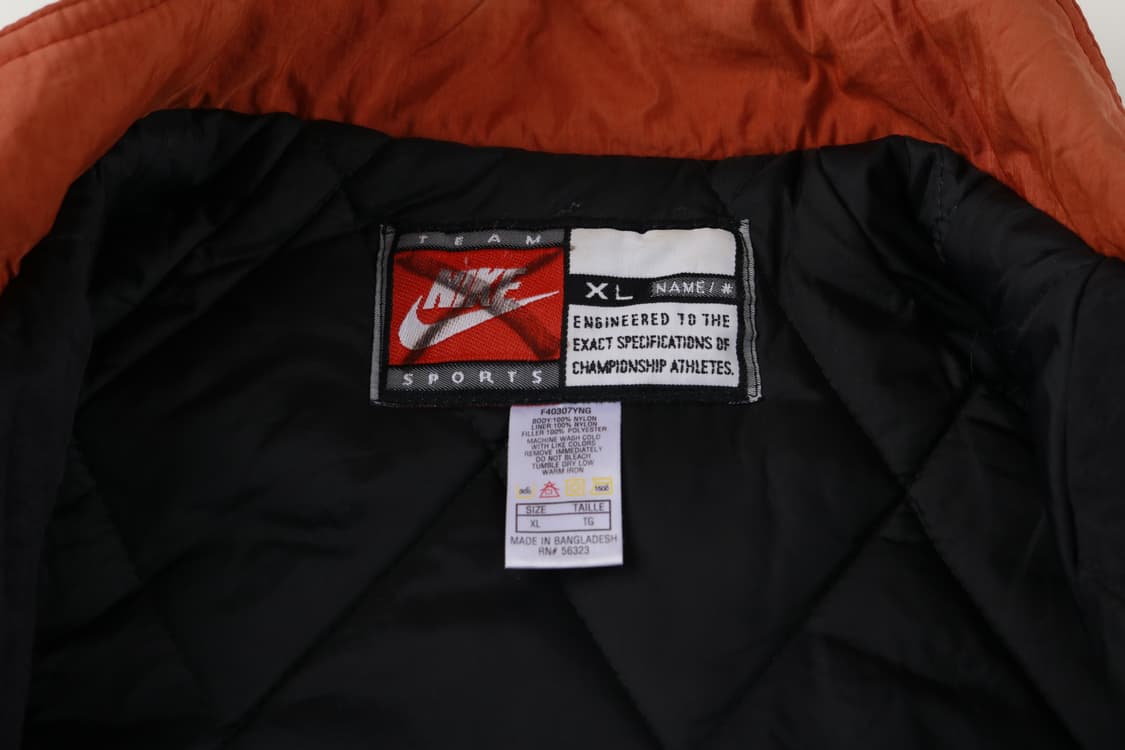 TEAM
NIKE
SPORTS
XL NAME/#
ENGINEERED TO THE
EXACT SPECIFICATIONS OF
CHAMPIONSHIP ATHLETES.
F40307YNG
BODY:100% NYLON
LINER:100% NYLON
FILLER 100% POLYESTER
MACHINE WASH COLD
WITH LIKE COLORS
REMOVE IMMEDIATELY
DO NOT BLEACH
TUMBLE DRY LOW
WARM IRON
SIZE TAILLE
XL TG
MADE IN BANGLADESH
RN# 56323